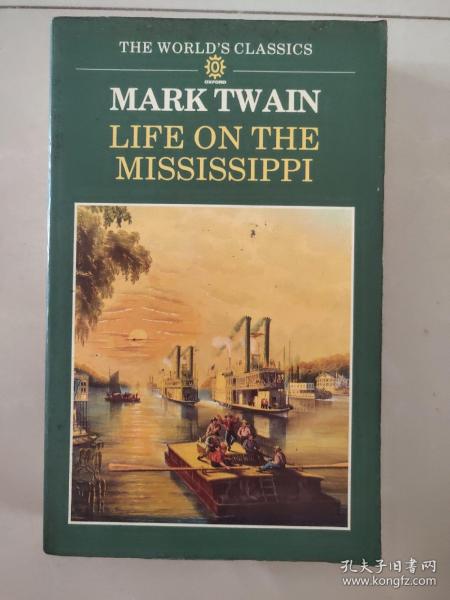 THE WORLD'S CLASSICS
OXFORD
MARK TWAIN
LIFE ON THE
MISSISSIPPI
孔夫子旧书网
www.kongfz.com